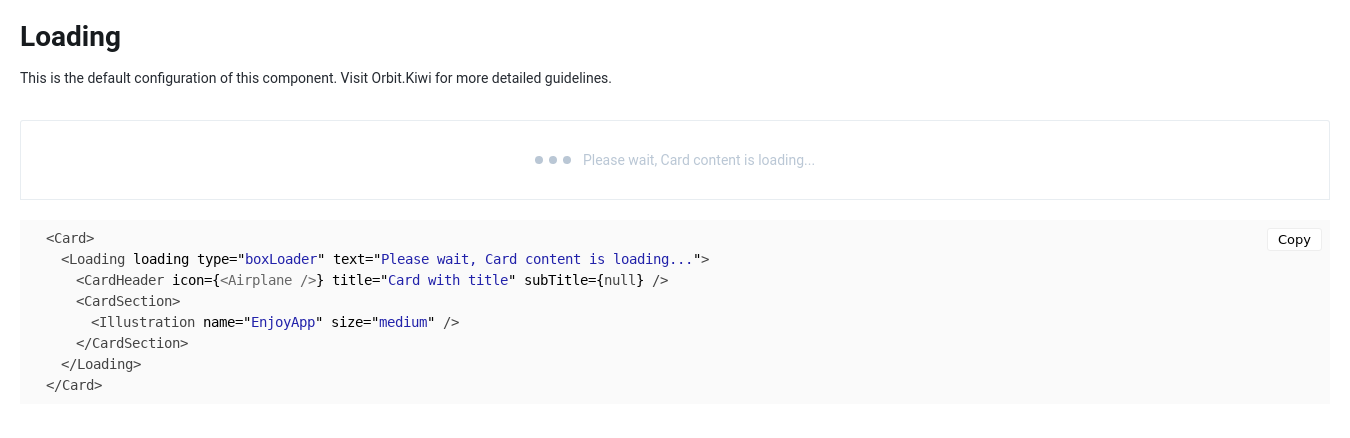 Loading
This is the default configuration of this component. Visit Orbit.Kiwi for more detailed guidelines.
Please wait, Card content is loading...
Copy
<Card>
<Loading loading type="boxLoader" text="Please wait, Card content is loading...">
<CardHeader icon={<Airplane />} title="Card with title" subTitle={null} />
<CardSection>
<Illustration name="EnjoyApp" size="medium" />
</CardSection>
</Loading>
</Card>